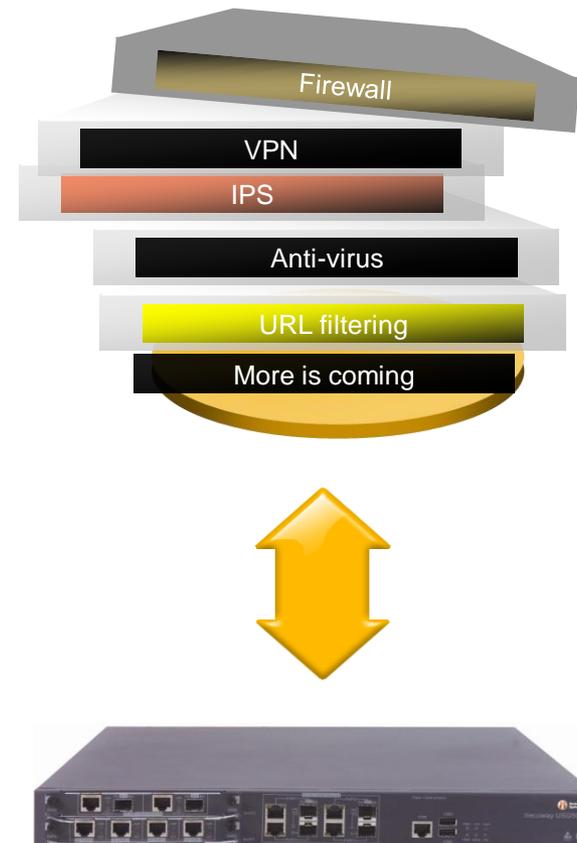 Firewall
VPN
IPS
Anti-virus
URL filtering
More is coming